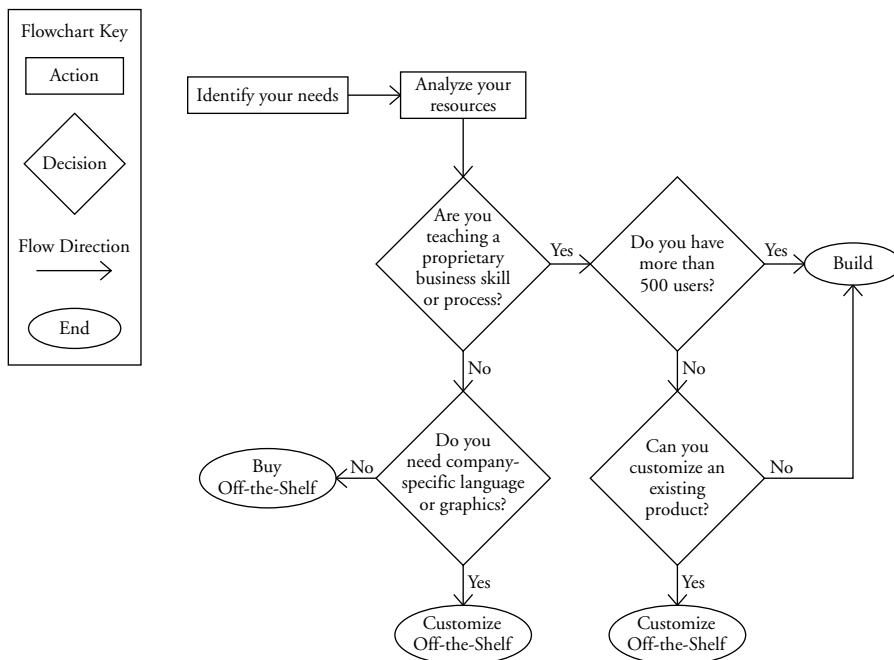 Flowchart Key
Action
Decision
Flow Direction
End
Identify your needs
Analyze your
resources
Are you
teaching a
proprietary
business skill
or process?
Yes
Do you have
more than
500 users?
Yes
Build
No
No
Do you
need company-
specific language
or graphics?
No
Buy
Off-the-Shelf
Can you
customize an
existing
product?
No
Yes
Yes
Customize
Off-the-Shelf
Customize
Off-the-Shelf